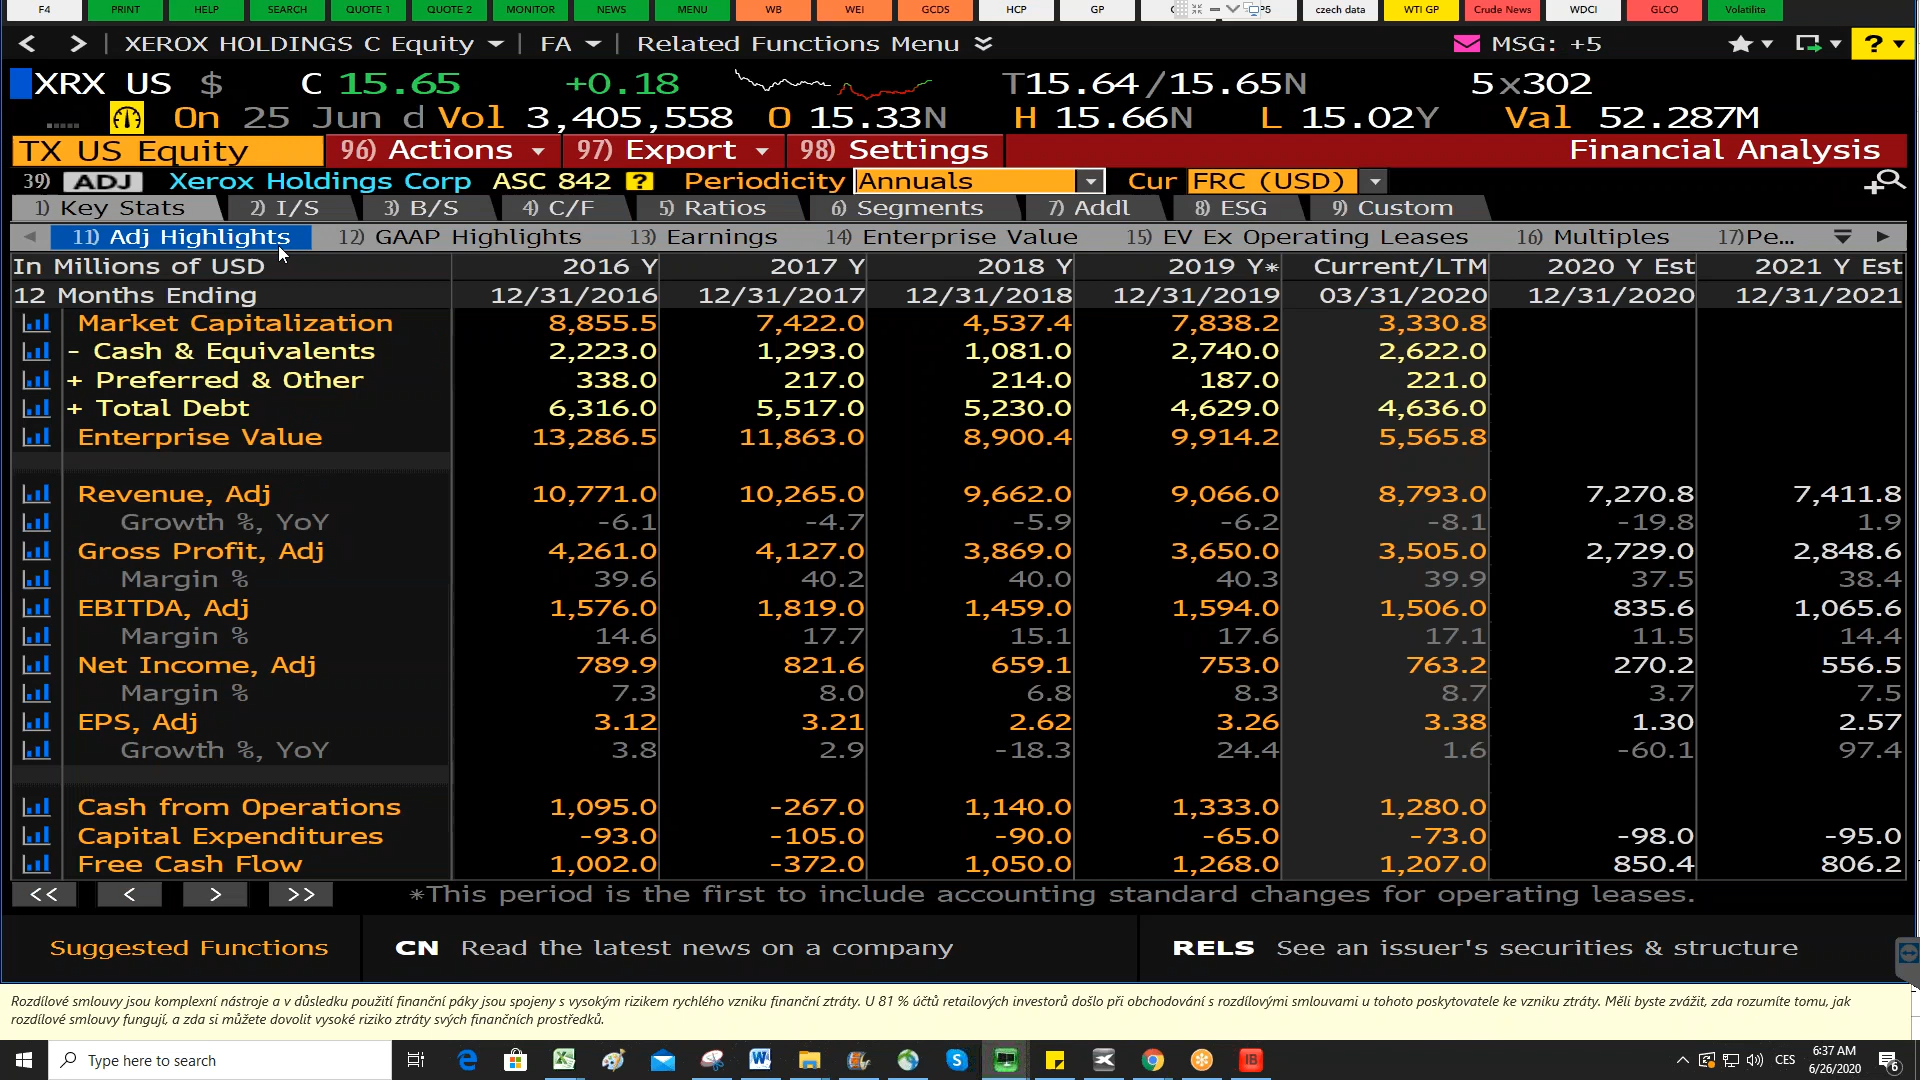 F4 PRINT HELP SEARCH QUOTE 1 QUOTE 2 MONITOR NEWS MENU WB WEI GCDS HCP GP P5 czech data WTI GP Crude News WDCI GLCO Volatilita
XEROX HOLDINGS C Equity FA Related Functions Menu MSG: +5 ?
XRX US $ C 15.65 +0.18 T15.64/15.65N 5x302
On 25 Jun d Vol 3,405,558 O 15.33N H 15.66N L 15.02Y Val 52.287M
TX US Equity 96) Actions 97) Export 98) Settings Financial Analysis
39) ADJ Xerox Holdings Corp ASC 842 ? Periodicity Annuals Cur FRC (USD)
1) Key Stats 2) I/S 3) B/S 4) C/F 5) Ratios 6) Segments 7) Addl 8) ESG 9) Custom
11) Adj Highlights 12) GAAP Highlights 13) Earnings 14) Enterprise Value 15) EV Ex Operating Leases 16) Multiples 17)Pe...
In Millions of USD 2016 Y 2017 Y 2018 Y 2019 Y* Current/LTM 2020 Y Est 2021 Y Est
12 Months Ending 12/31/2016 12/31/2017 12/31/2018 12/31/2019 03/31/2020 12/31/2020 12/31/2021
Market Capitalization 8,855.5 7,422.0 4,537.4 7,838.2 3,330.8
- Cash & Equivalents 2,223.0 1,293.0 1,081.0 2,740.0 2,622.0
+ Preferred & Other 338.0 217.0 214.0 187.0 221.0
+ Total Debt 6,316.0 5,517.0 5,230.0 4,629.0 4,636.0
Enterprise Value 13,286.5 11,863.0 8,900.4 9,914.2 5,565.8
Revenue, Adj 10,771.0 10,265.0 9,662.0 9,066.0 8,793.0 7,270.8 7,411.8
Growth %, YoY -6.1 -4.7 -5.9 -6.2 -8.1 -19.8 1.9
Gross Profit, Adj 4,261.0 4,127.0 3,869.0 3,650.0 3,505.0 2,729.0 2,848.6
Margin % 39.6 40.2 40.0 40.3 39.9 37.5 38.4
EBITDA, Adj 1,576.0 1,819.0 1,459.0 1,594.0 1,506.0 835.6 1,065.6
Margin % 14.6 17.7 15.1 17.6 17.1 11.5 14.4
Net Income, Adj 789.9 821.6 659.1 753.0 763.2 270.2 556.5
Margin % 7.3 8.0 6.8 8.3 8.7 3.7 7.5
EPS, Adj 3.12 3.21 2.62 3.26 3.38 1.30 2.57
Growth %, YoY 3.8 2.9 -18.3 24.4 1.6 -60.1 97.4
Cash from Operations 1,095.0 -267.0 1,140.0 1,333.0 1,280.0
Capital Expenditures -93.0 -105.0 -90.0 -65.0 -73.0 -98.0 -95.0
Free Cash Flow 1,002.0 -372.0 1,050.0 1,268.0 1,207.0 850.4 806.2
<< < > >> *This period is the first to include accounting standard changes for operating leases.
Suggested Functions CN Read the latest news on a company RELS See an issuer's securities & structure
Rozdílové smlouvy jsou komplexní nástroje a v důsledku použití finanční páky jsou spojeny s vysokým rizikem rychlého vzniku finanční ztráty. U 81 % účtů retailových investorů došlo při obchodování s rozdílovými smlouvami u tohoto poskytovatele ke vzniku ztráty. Měli byste zvážit, zda rozumíte tomu, jak
rozdílové smlouvy fungují, a zda si můžete dovolit vysoké riziko ztráty svých finančních prostředků.
Type here to search CES 6:37 AM
6/26/2020 6